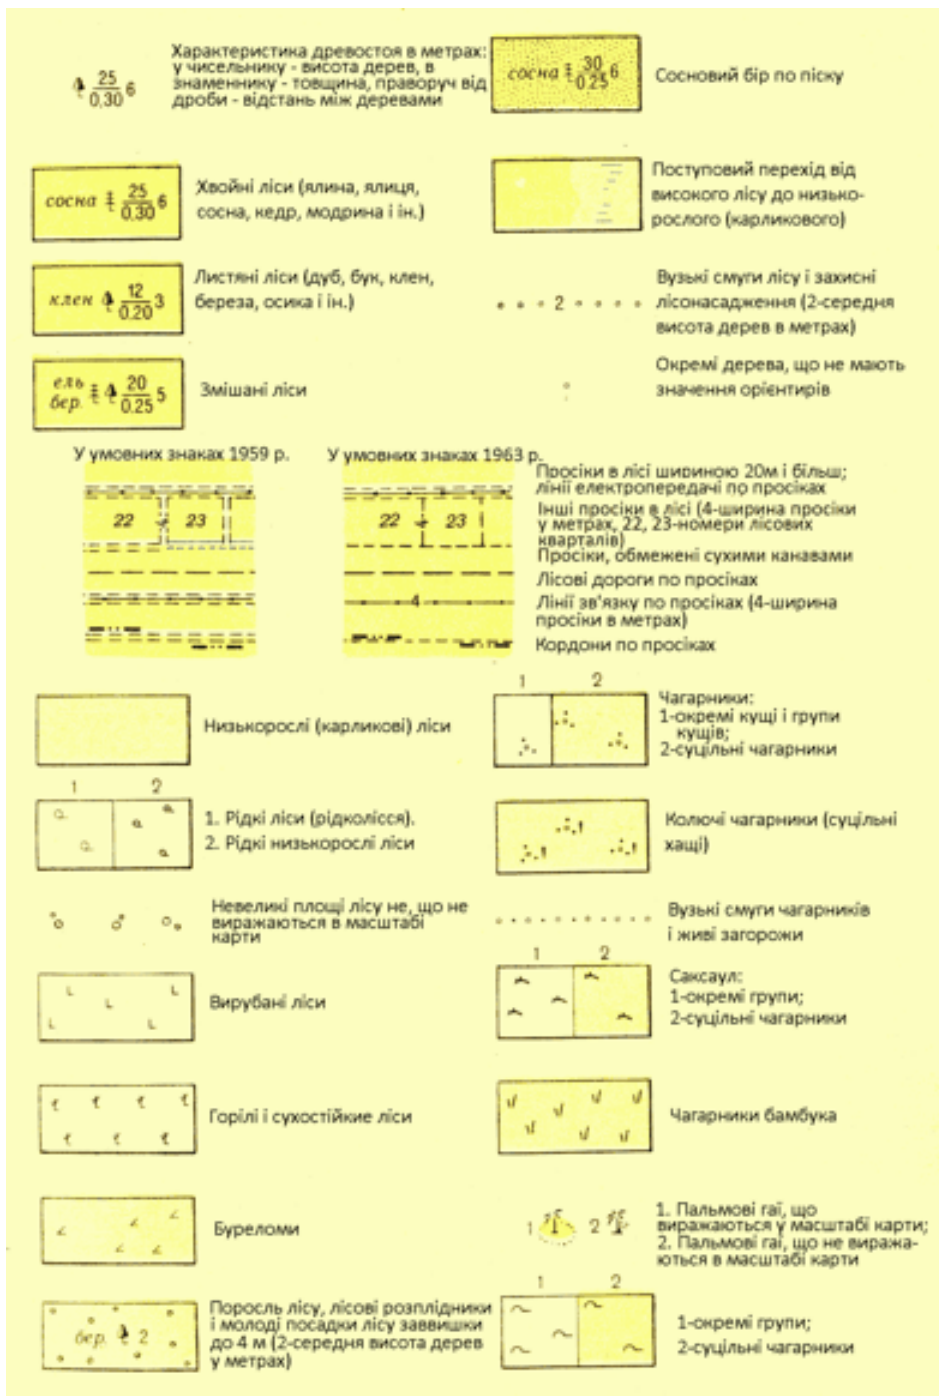 25
0,30 6
Характеристика древостоя в метрах:
у чисельнику - висота дерев, в
знаменнику - товщина, праворуч від
дроби - відстань між деревами
сосна 30
0.25 6
Сосновий бір по піску
сосна 25
0,30 6
Хвойні ліси (ялина, ялиця,
сосна, кедр, модрина і ін.)
Поступовий перехід від
високого лісу до низько-
рослого (карликового)
клен 12
0.20 3
Листяні ліси (дуб, бук, клен,
береза, осика і ін.)
2
Вузькі смуги лісу і захисні
лісонасадження (2-середня
висота дерев в метрах)
ель
бер. 20
0.25 5
Змішані ліси
Окремі дерева, що не мають
значення орієнтирів
У умовних знаках 1959 р.
У умовних знаках 1963 р.
22 23
22 4 23
4
Просіки в лісі шириною 20м і більш;
лінії електропередачі по просіках
Інші просіки в лісі (4-ширина просіки
у метрах, 22, 23-номери лісових
кварталів)
Просіки, обмежені сухими канавами
Лісові дороги по просіках
Лінії зв'язку по просіках (4-ширина
просіки в метрах)
Кордони по просіках
Низькорослі (карликові) ліси
1 2
Чагарники:
1-окремі кущі і групи
кущів;
2-суцільні чагарники
1 2
1. Рідкі ліси (рідколісся).
2. Рідкі низькорослі ліси
Колючі чагарники (суцільні
хащі)
Невеликі площі лісу не, що не
виражаються в масштабі
карти
Вузькі смуги чагарників
і живі загорожи
Вирубані ліси
1 2
Саксаул:
1-окремі групи;
2-суцільні чагарники
Горілі і сухостійкие ліси
Чагарники бамбука
Буреломи
1 2
1. Пальмові гаї, що
виражаються у масштабі карти;
2. Пальмові гаї, що не виража-
ються в масштабі карти
бер. 2
Поросль лісу, лісові розплідники
і молоді посадки лісу заввишки
до 4 м (2-середня висота дерев
у метрах)
1 2
1-окремі групи;
2-суцільні чагарники